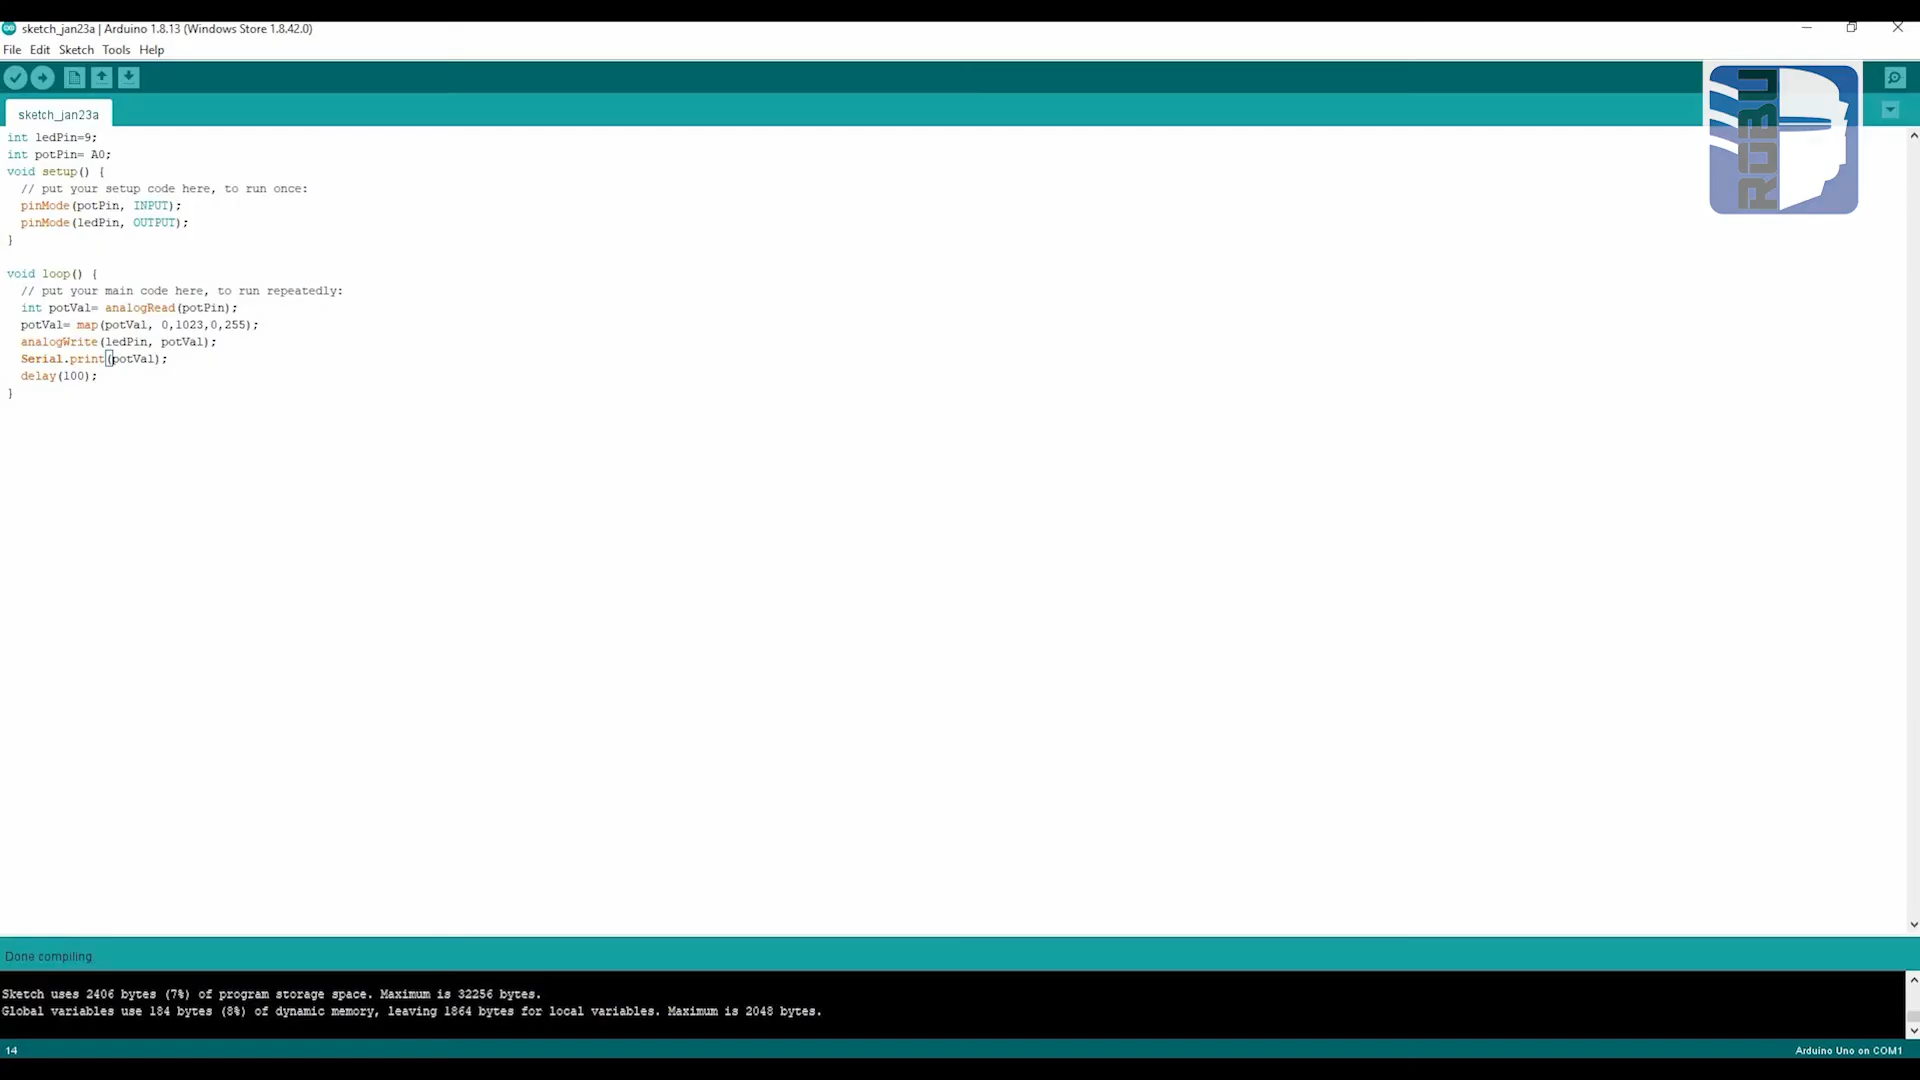 sketch_jan23a | Arduino 1.8.13 (Windows Store 1.8.42.0)
File Edit Sketch Tools Help
sketch_jan23a
int ledPin=9;
int potPin= A0;
void setup() {
  // put your setup code here, to run once:
  pinMode(potPin, INPUT);
  pinMode(ledPin, OUTPUT);
}
void loop() {
  // put your main code here, to run repeatedly:
  int potVal= analogRead(potPin);
  potVal= map(potVal, 0,1023,0,255);
  analogWrite(ledPin, potVal);
  Serial.print(potVal);
  delay(100);
}
ROBU
Done compiling
Sketch uses 2406 bytes (7%) of program storage space. Maximum is 32256 bytes.
Global variables use 184 bytes (8%) of dynamic memory, leaving 1864 bytes for local variables. Maximum is 2048 bytes.
14
Arduino Uno on COM1